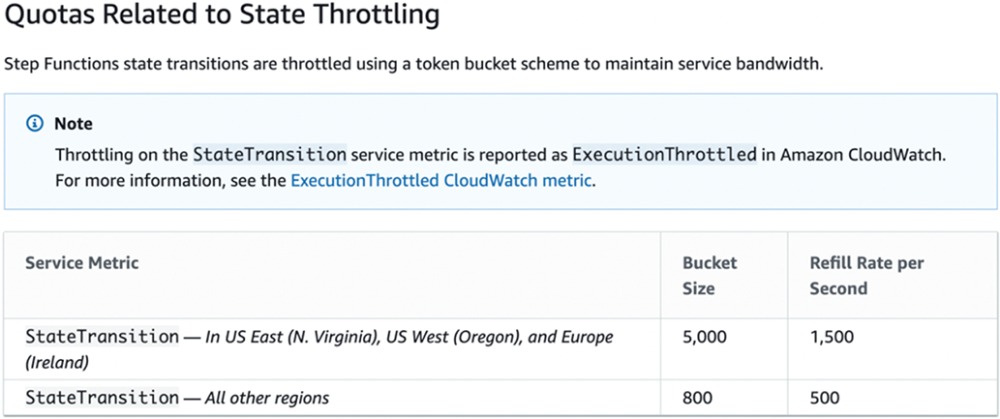 Quotas Related to State Throttling
Step Functions state transitions are throttled using a token bucket scheme to maintain service bandwidth.
Note
Throttling on the StateTransition service metric is reported as ExecutionThrottled in Amazon CloudWatch.
For more information, see the ExecutionThrottled CloudWatch metric.
Service Metric
Bucket
Size
Refill Rate per
Second
StateTransition — In US East (N. Virginia), US West (Oregon), and Europe
(Ireland)
5,000
1,500
StateTransition — All other regions
800
500